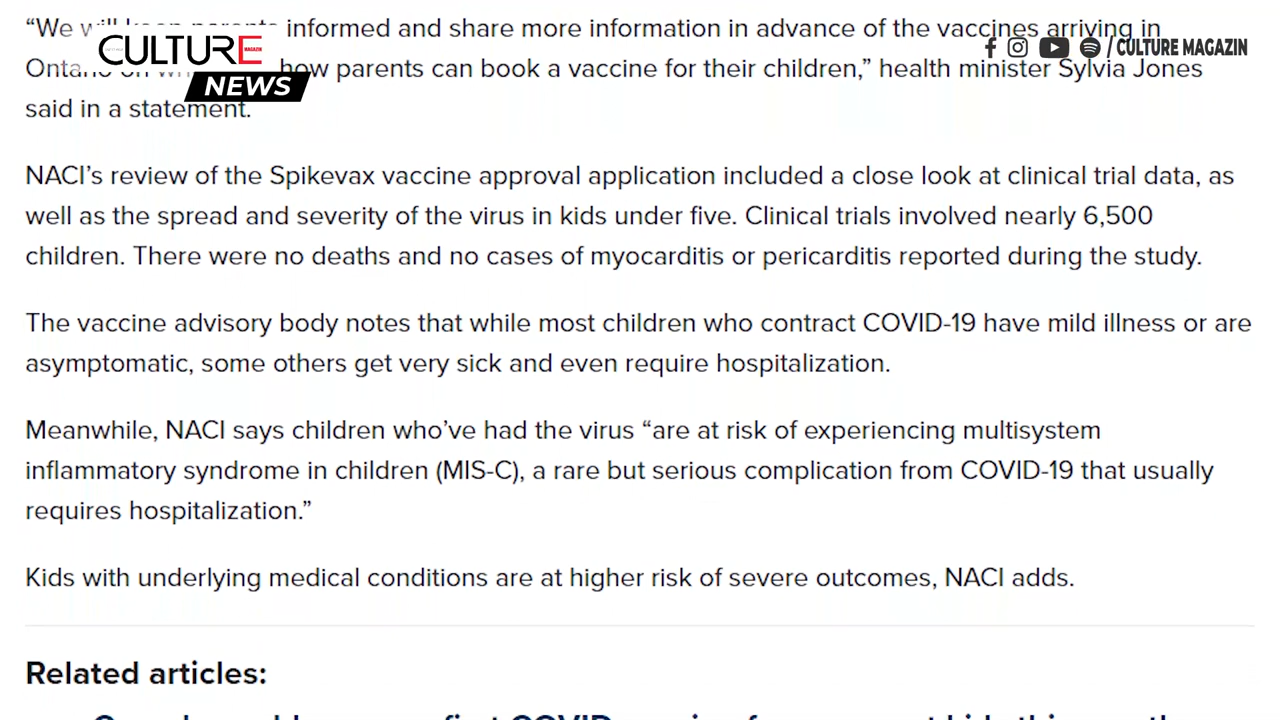 “We will keep parents informed and share more information in advance of the vaccines arriving in
CULTURE
MAGAZIN
NEWS
/ CULTURE MAGAZIN
Ontario on how parents can book a vaccine for their children,” health minister Sylvia Jones
said in a statement.
NACI’s review of the Spikevax vaccine approval application included a close look at clinical trial data, as
well as the spread and severity of the virus in kids under five. Clinical trials involved nearly 6,500
children. There were no deaths and no cases of myocarditis or pericarditis reported during the study.
The vaccine advisory body notes that while most children who contract COVID-19 have mild illness or are
asymptomatic, some others get very sick and even require hospitalization.
Meanwhile, NACI says children who’ve had the virus “are at risk of experiencing multisystem
inflammatory syndrome in children (MIS-C), a rare but serious complication from COVID-19 that usually
requires hospitalization.”
Kids with underlying medical conditions are at higher risk of severe outcomes, NACI adds.
Related articles: